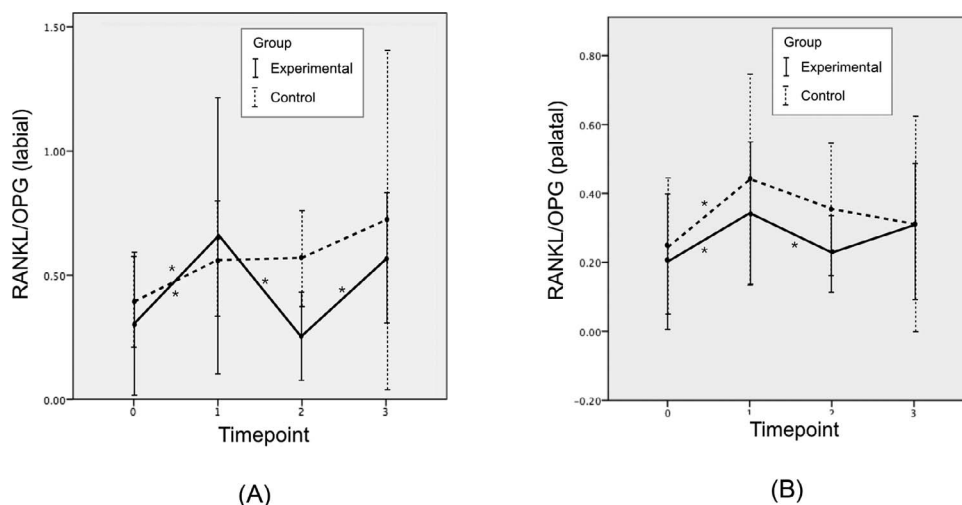 1.50
1.00
0.50
0.00
RANKL/OPG (labial)
Group
Experimental
Control
*
*
*
*
0
1
2
3
Timepoint
(A)
0.80
0.60
0.40
0.20
0.00
-0.20
RANKL/OPG (palatal)
Group
Experimental
Control
*
*
*
0
1
2
3
Timepoint
(B)